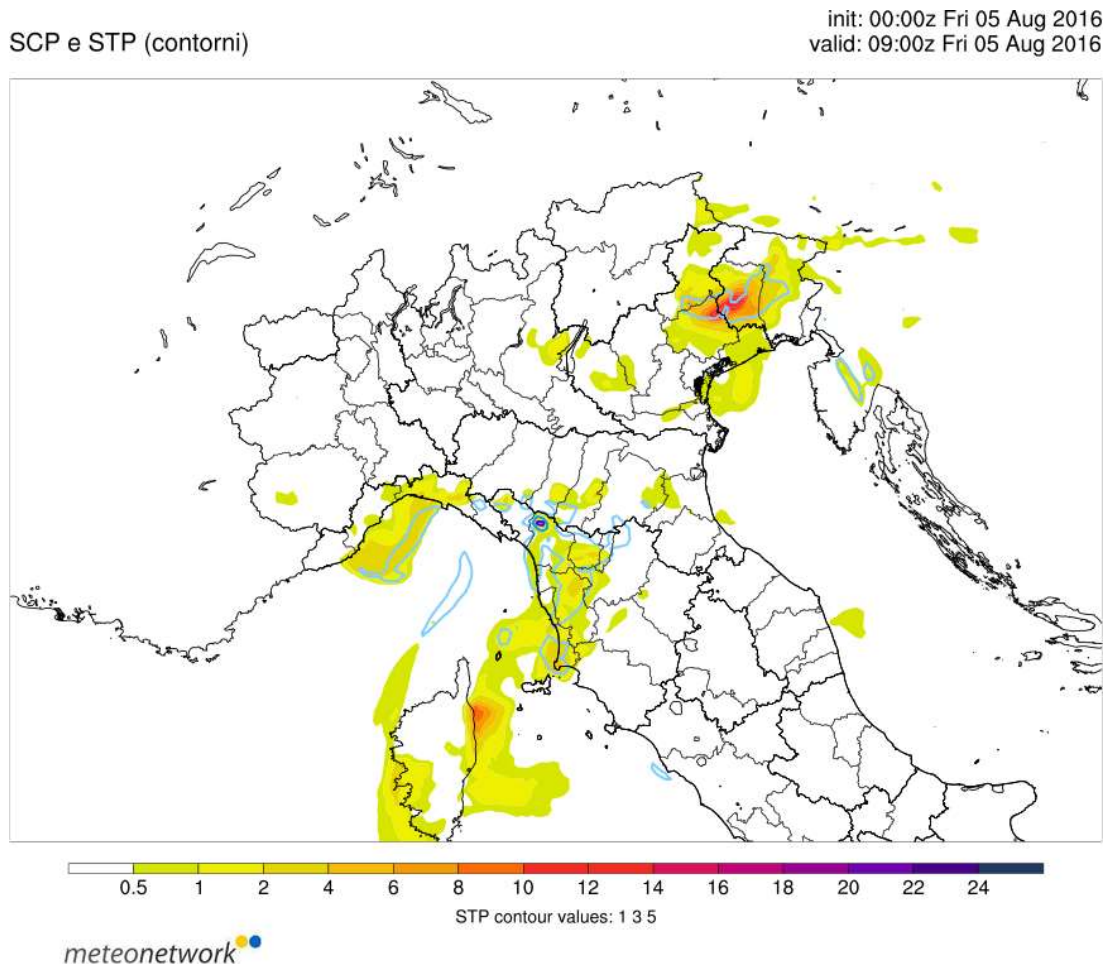 init: 00:00z Fri 05 Aug 2016
SCP e STP (contorni)
valid: 09:00z Fri 05 Aug 2016
0.5 1 2 4 6 8 10 12 14 16 18 20 22 24
STP contour values: 1 3 5
meteonetwork